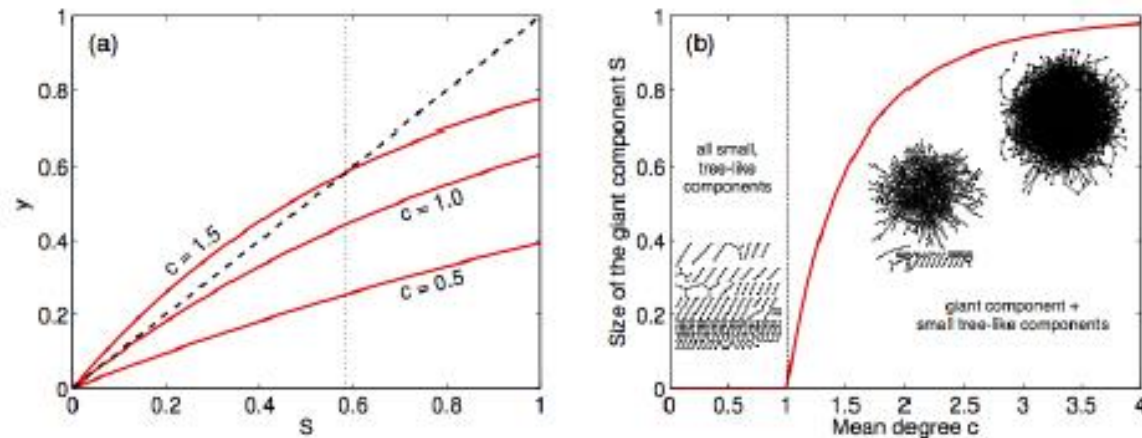 (a)
1
0.8
0.6
0.4
0.2
0
y
c = 1.5
c = 1.0
c = 0.5
0 0.2 0.4 0.6 0.8 1
S
(b)
1
0.8
0.6
0.4
0.2
0
Size of the giant component S
all small,
tree-like
components
giant component +
small tree-like components
0 0.5 1 1.5 2 2.5 3 3.5 4
Mean degree c